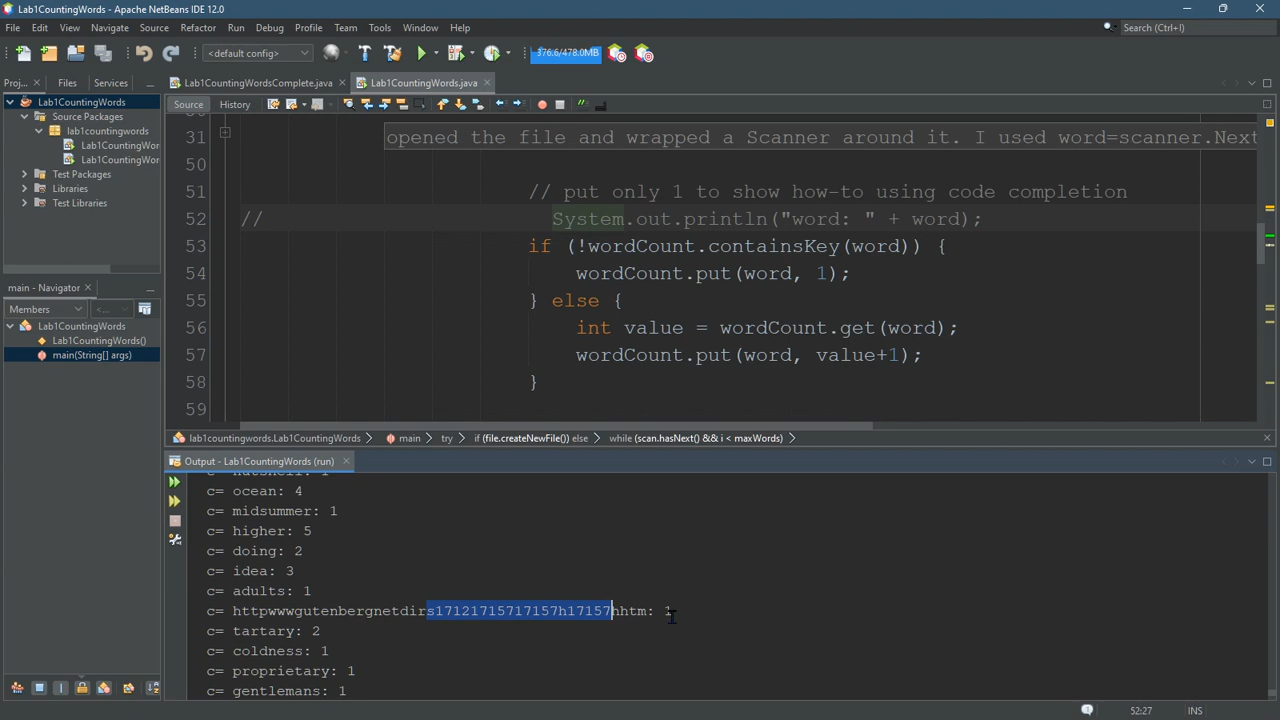 Lab1CountingWords - Apache NetBeans IDE 12.0
File Edit View Navigate Source Refactor Run Debug Profile Team Tools Window Help
Search (Ctrl+I)
<default config>
376.6/478.0MB
Proj... Files Services
Lab1CountingWordsComplete.java Lab1CountingWords.java
Lab1CountingWords
Source Packages
lab1countingwords
Lab1CountingWor
Lab1CountingWor
Test Packages
Libraries
Test Libraries
main - Navigator
Members <...
Lab1CountingWords
Lab1CountingWords()
main(String[] args)
Source History
31 opened the file and wrapped a Scanner around it. I used word=scanner.Next
50
51 // put only 1 to show how-to using code completion
52 // System.out.println("word: " + word);
53 if (!wordCount.containsKey(word)) {
54 wordCount.put(word, 1);
55 } else {
56 int value = wordCount.get(word);
57 wordCount.put(word, value+1);
58 }
59
lab1countingwords.Lab1CountingWords main try if (file.createNewFile()) else while (scan.hasNext() && i < maxWords)
Output - Lab1CountingWords (run)
c= nutshell: 1
c= ocean: 4
c= midsummer: 1
c= higher: 5
c= doing: 2
c= idea: 3
c= adults: 1
c= httpwwwgutenbergnetdirs17121715717157h17157hhtm: 1
c= tartary: 2
c= coldness: 1
c= proprietary: 1
c= gentlemans: 1
52:27 INS